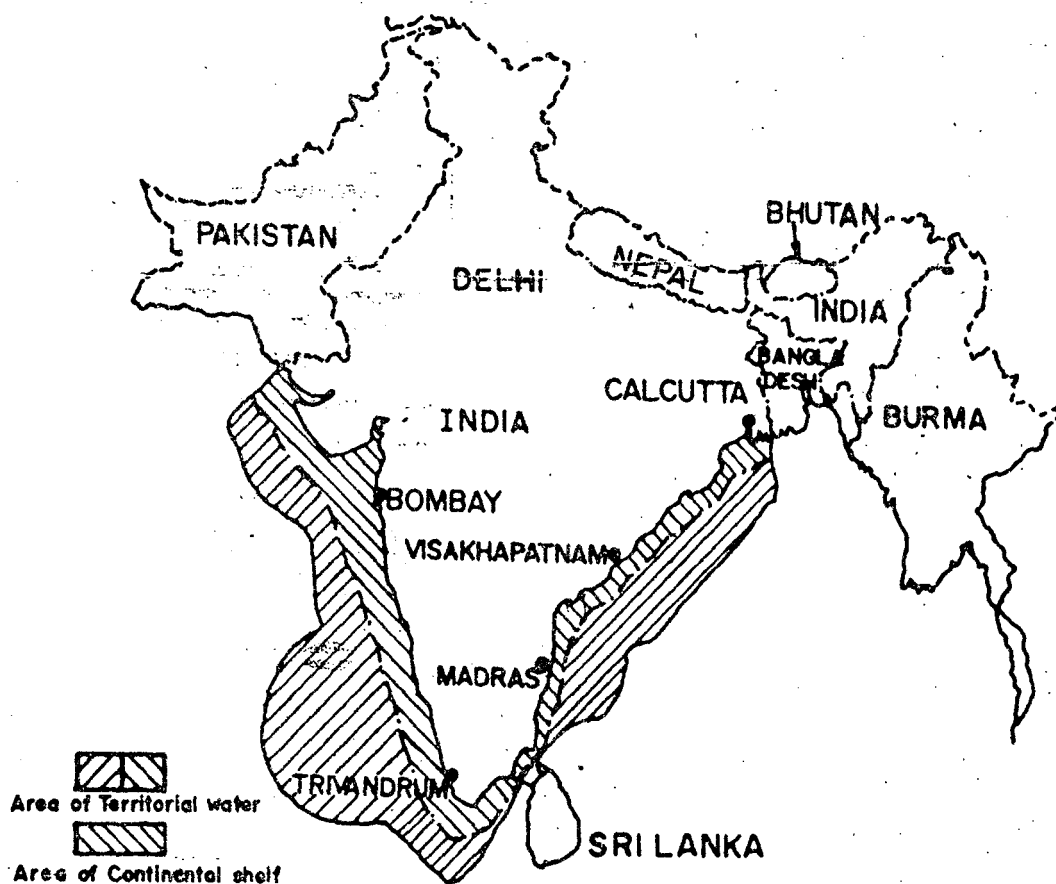 BHUTAN
PAKISTAN
NEPAL
DELHI
INDIA
BANGLA
DESH
CALCUTTA
BURMA
INDIA
BOMBAY
VISAKHAPATNAM
MADRAS
TRIVANDRUM
SRI LANKA
Area of Territorial water
Area of Continental shelf